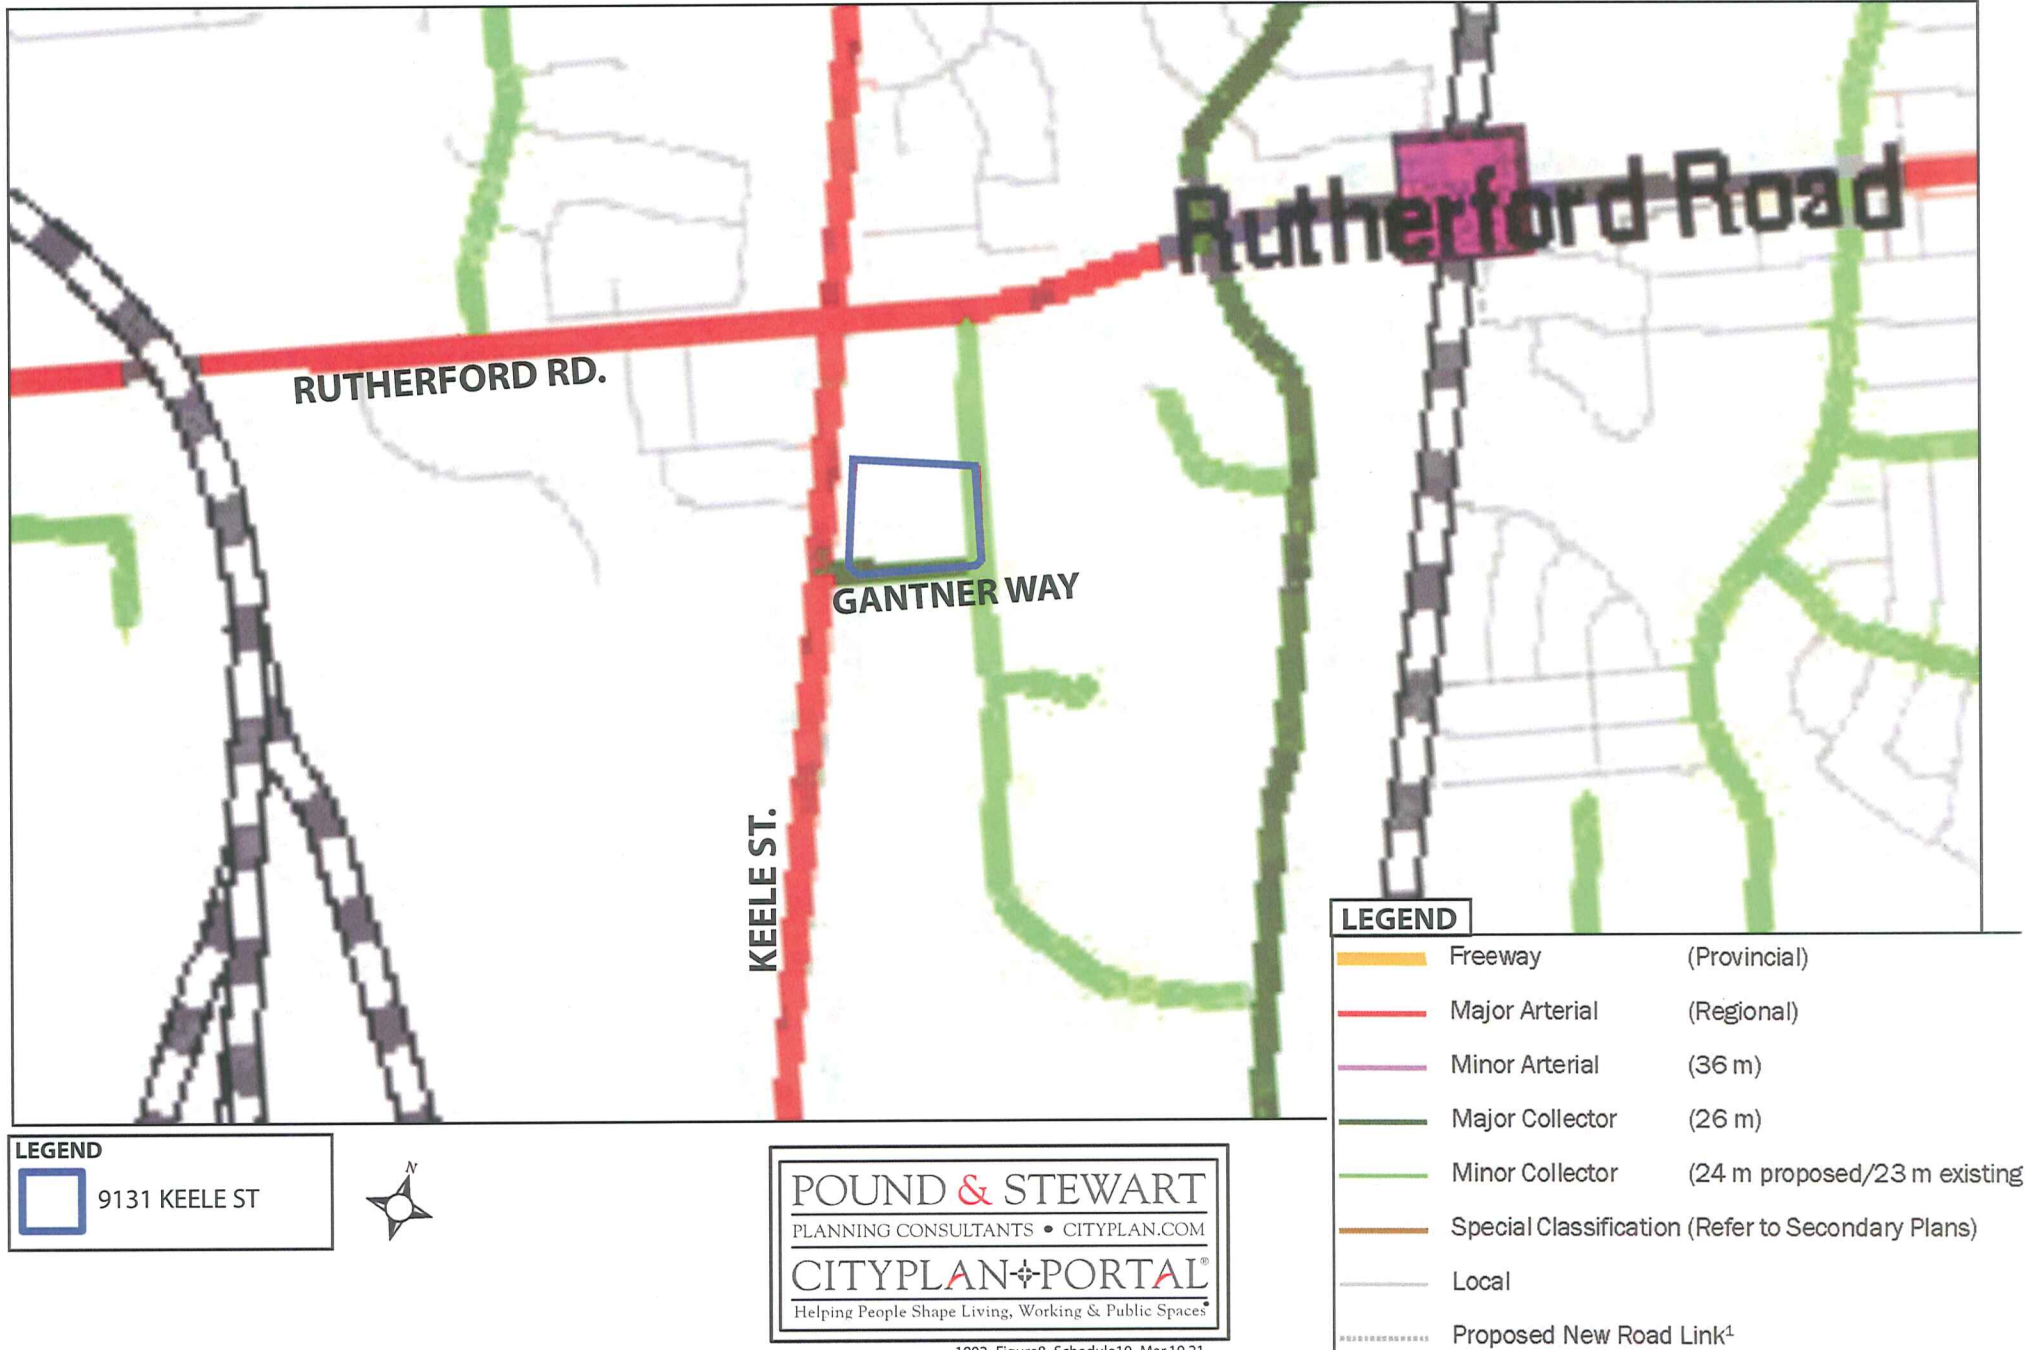 Rutherford Road
RUTHERFORD RD.
GANTNER WAY
KEELE ST.
LEGEND
Freeway (Provincial)
Major Arterial (Regional)
Minor Arterial (36 m)
Major Collector (26 m)
Minor Collector (24 m proposed/23 m existing
Special Classification (Refer to Secondary Plans)
Local
Proposed New Road Link¹
LEGEND
9131 KEELE ST
N
POUND & STEWART
PLANNING CONSULTANTS • CITYPLAN.COM
CITYPLAN PORTAL®
Helping People Shape Living, Working & Public Spaces